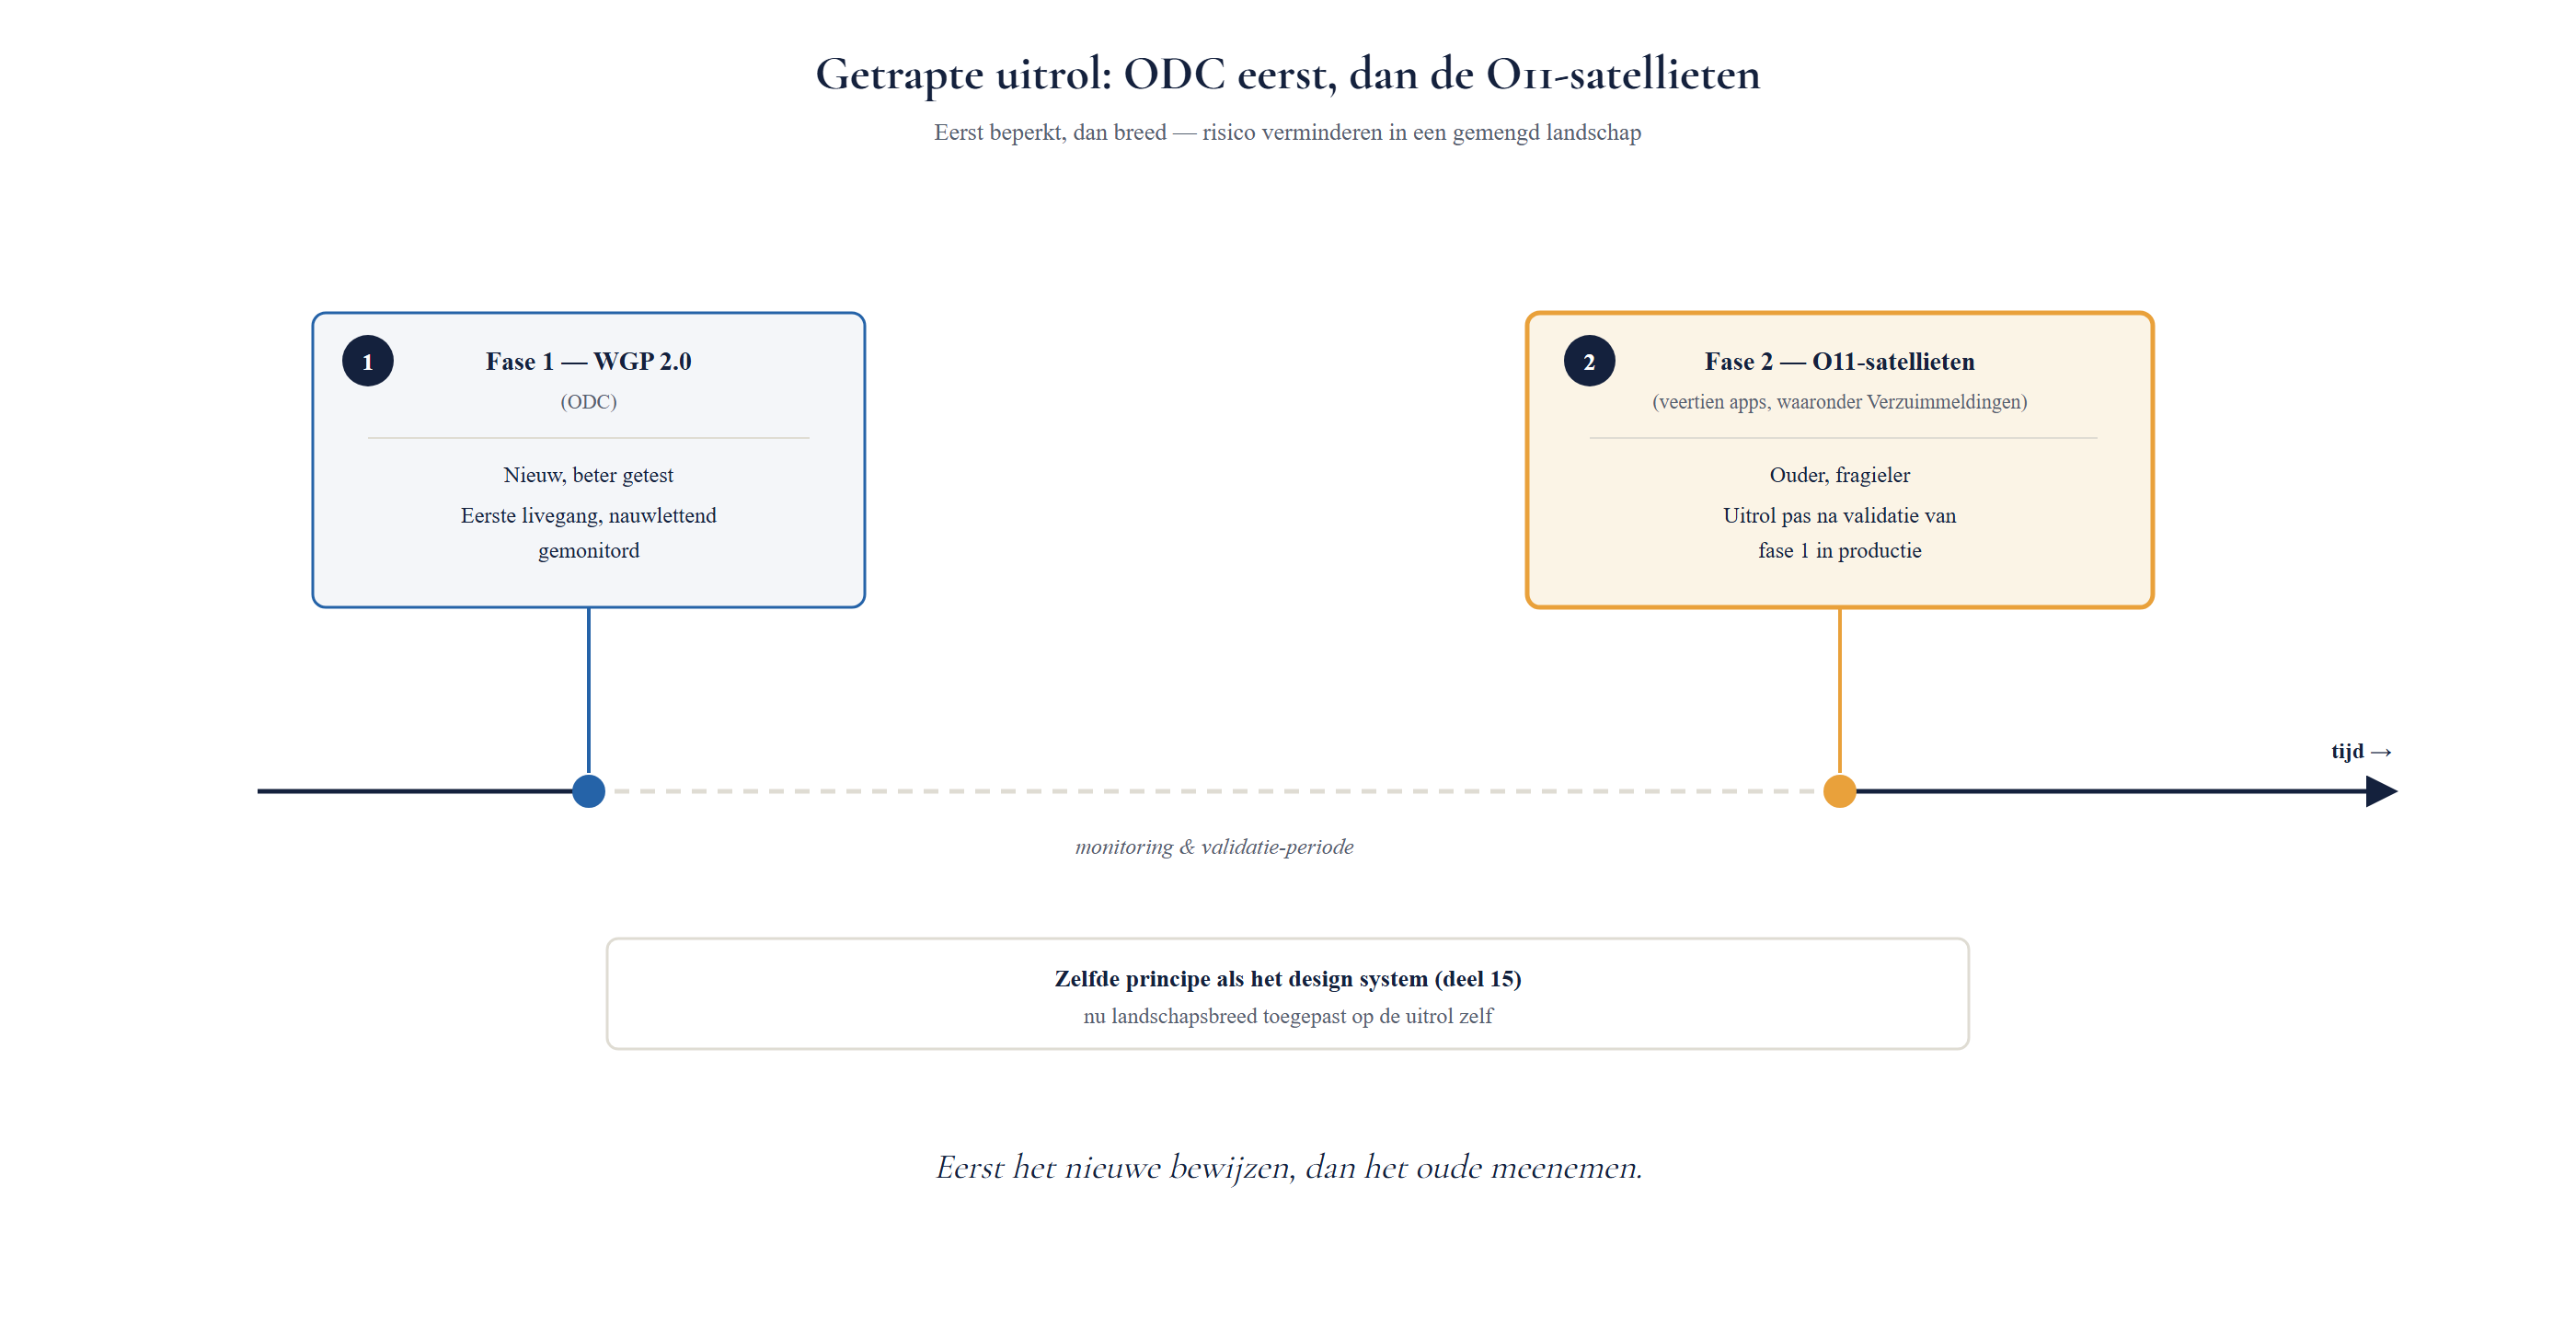 Getrapte uitrol: ODC eerst, dan de O11-satellieten
Eerst beperkt, dan breed — risico verminderen in een gemengd landschap
1
Fase 1 — WGP 2.0
(ODC)
Nieuw, beter getest
Eerste livegang, nauwlettend
gemonitord
2
Fase 2 — O11-satellieten
(veertien apps, waaronder Verzuimmeldingen)
Ouder, fragieler
Uitrol pas na validatie van
fase 1 in productie
tijd →
monitoring & validatie-periode
Zelfde principe als het design system (deel 15)
nu landschapsbreed toegepast op de uitrol zelf
Eerst het nieuwe bewijzen, dan het oude meenemen.